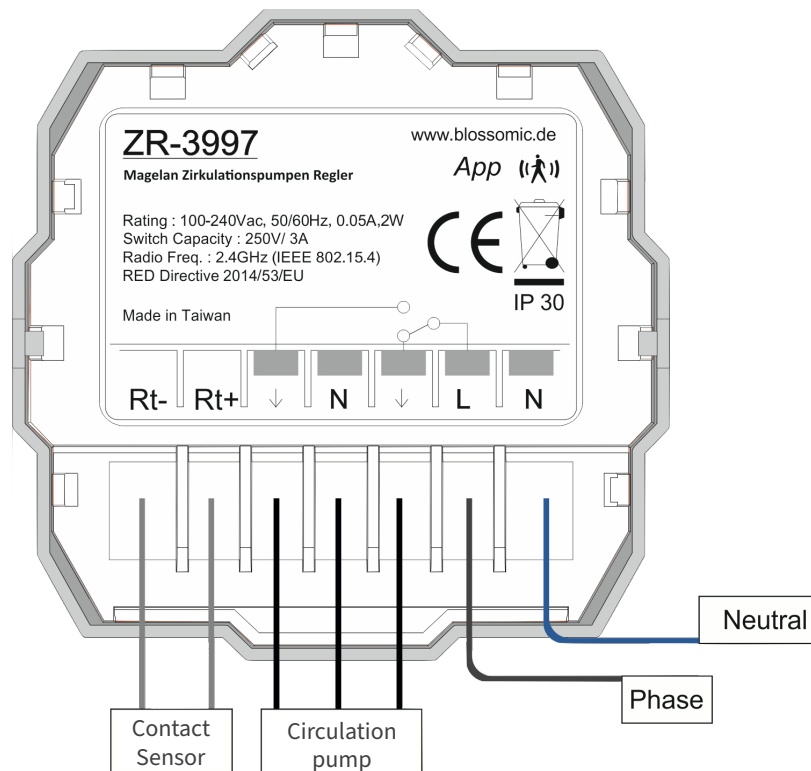 ZR-3997
www.blossomic.de
Magelan Zirkulationspumpen Regler
App
Rating : 100-240Vac, 50/60Hz, 0.05A,2W
Switch Capacity : 250V/ 3A
Radio Freq. : 2.4GHz (IEEE 802.15.4)
RED Directive 2014/53/EU
CE
IP 30
Made in Taiwan
Rt- Rt+ ↓ N ↓ L N
Neutral
Phase
Contact
Sensor
Circulation
pump